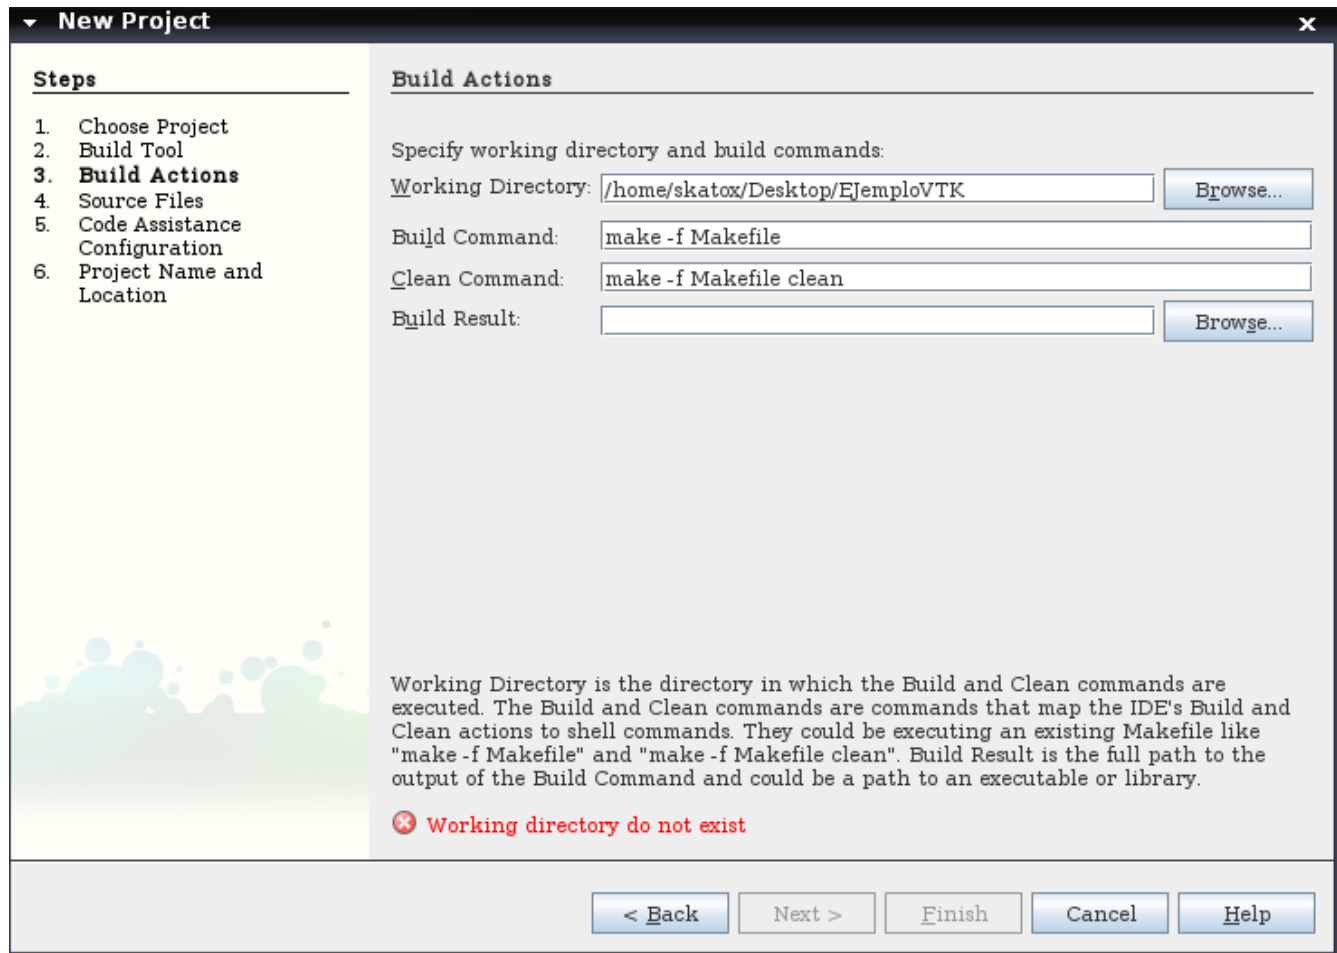 New Project
Steps
1. Choose Project
2. Build Tool
3. Build Actions
4. Source Files
5. Code Assistance
Configuration
6. Project Name and
Location
Build Actions
Specify working directory and build commands:
Working Directory: /home/skatox/Desktop/EJemploVTK Browse...
Build Command: make -f Makefile
Clean Command: make -f Makefile clean
Build Result: Browse...
Working Directory is the directory in which the Build and Clean commands are
executed. The Build and Clean commands are commands that map the IDE's Build and
Clean actions to shell commands. They could be executing an existing Makefile like
"make -f Makefile" and "make -f Makefile clean". Build Result is the full path to the
output of the Build Command and could be a path to an executable or library.
Working directory do not exist
< Back Next > Finish Cancel Help